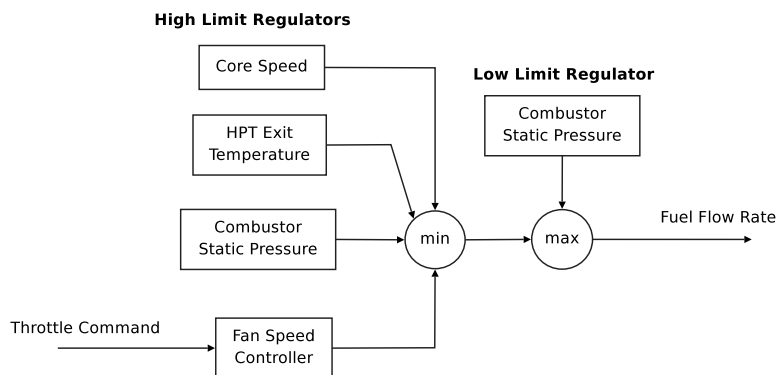 High Limit Regulators
Core Speed
Low Limit Regulator
HPT Exit
Temperature
Combustor
Static Pressure
Combustor
Static Pressure
min
max
Fuel Flow Rate
Throttle Command
Fan Speed
Controller